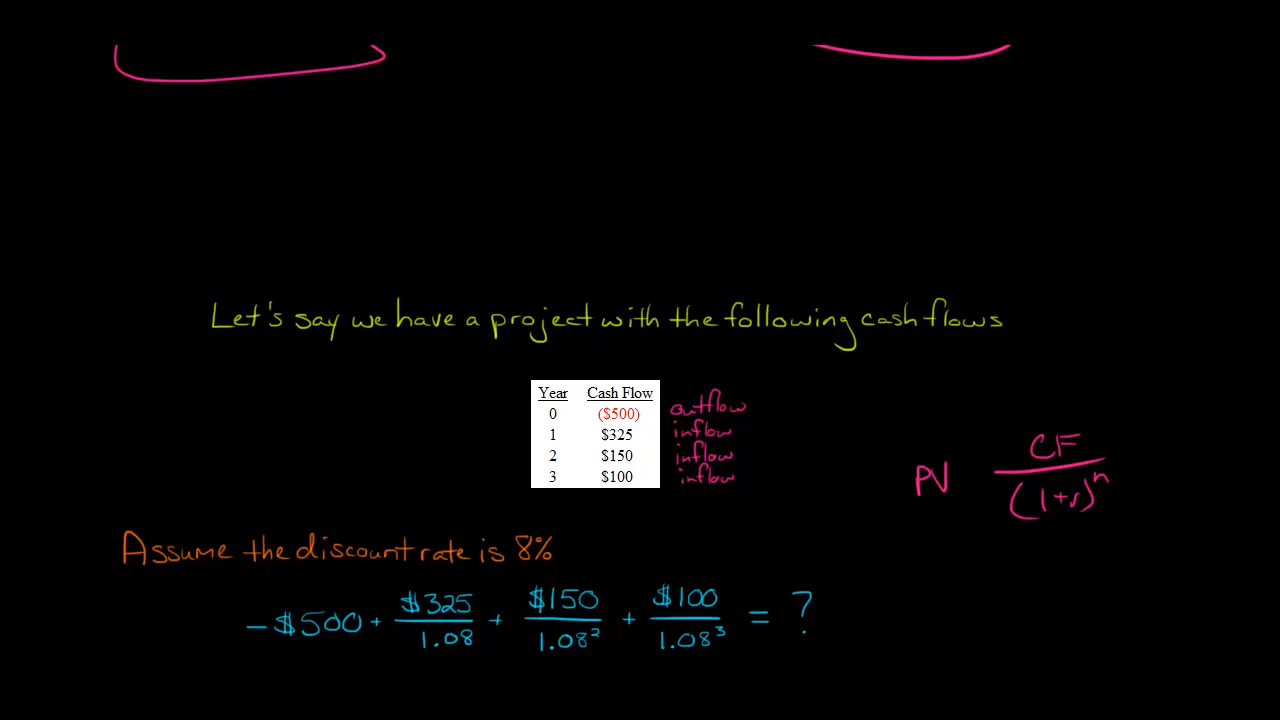 Let's say we have a project with the following cash flows
Year Cash Flow
0 ($500) outflow
1 $325 inflow
2 $150 inflow
3 $100 inflow
PV CF/(1+r)^n
Assume the discount rate is 8%
-$500 + $325/1.08 + $150/1.08² + $100/1.08³ = ?